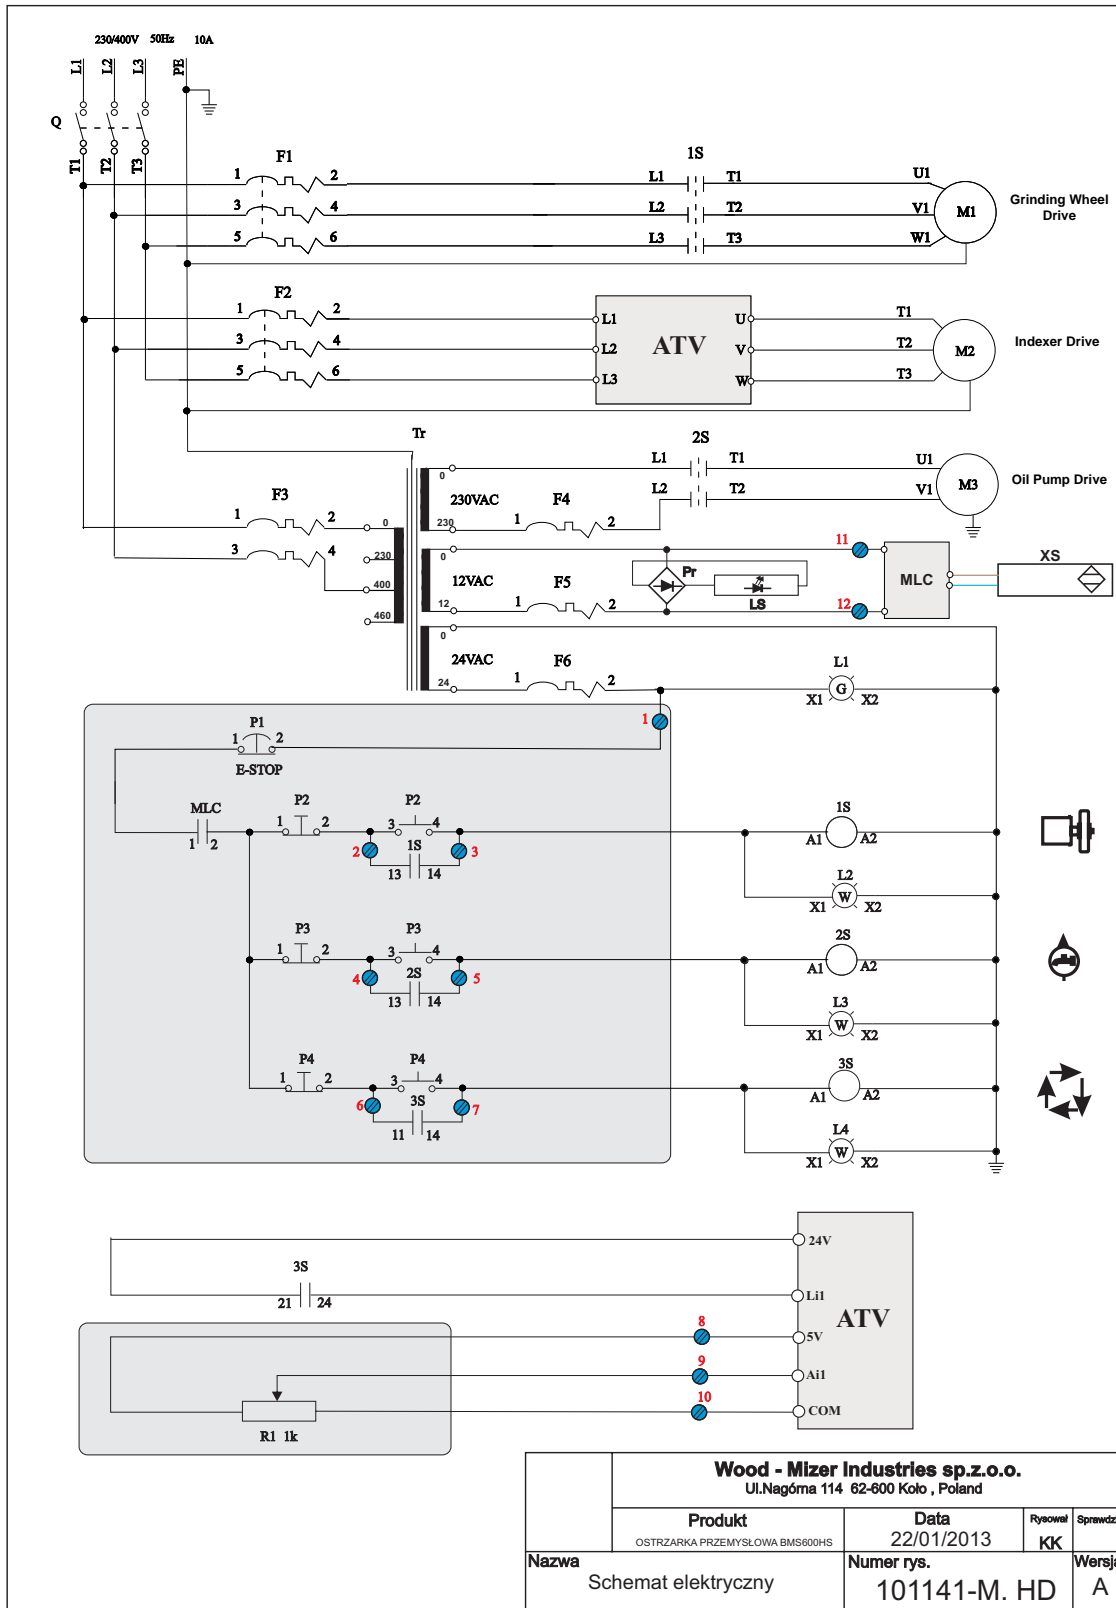 230/400V 50Hz 10A
L1 L2 L3 PE
Q
T1 T2 T3
F1 1S
1 2 L1 T1 U1
3 4 L2 T2 V1 M1
5 6 L3 T3 W1
Grinding Wheel
Drive
F2
1 2 L1 U T1
3 4 L2 ATV V T2 M2
5 6 L3 W T3
Indexer Drive
Tr 2S
0 L1 T1 U1
230VAC F4 L2 T2 V1 M3
Oil Pump Drive
F3
1 2 0 230 1 2
3 4 230 0 11
400 12VAC F5 Pr MLC XS
460 12 1 2 LS 12
0
24VAC F6 L1
24 1 2 X1 G X2
1
P1
1 2
E-STOP
MLC P2 P2 1S
1 2 1 2 3 4 A1 A2
2 1S 3
13 14 L2
X1 W X2
P3 P3 2S
1 2 3 4 A1 A2
4 2S 5
13 14 L3
X1 W X2
P4 P4 3S
1 2 3 4 A1 A2
6 3S 7
11 14 L4
X1 W X2
24V
3S
21 24 Li1
ATV
8 5V
9 Ai1
10 COM
R1 1k
Wood - Mizer Industries sp.z.o.o.
Ul.Nagórna 114 62-600 Koło , Poland
Produkt Data Rysował Sprawdz
OSTRZARKA PRZEMYSŁOWA BMS600HS 22/01/2013 KK
Nazwa Numer rys. Wersja
Schemat elektryczny 101141-M. HD A